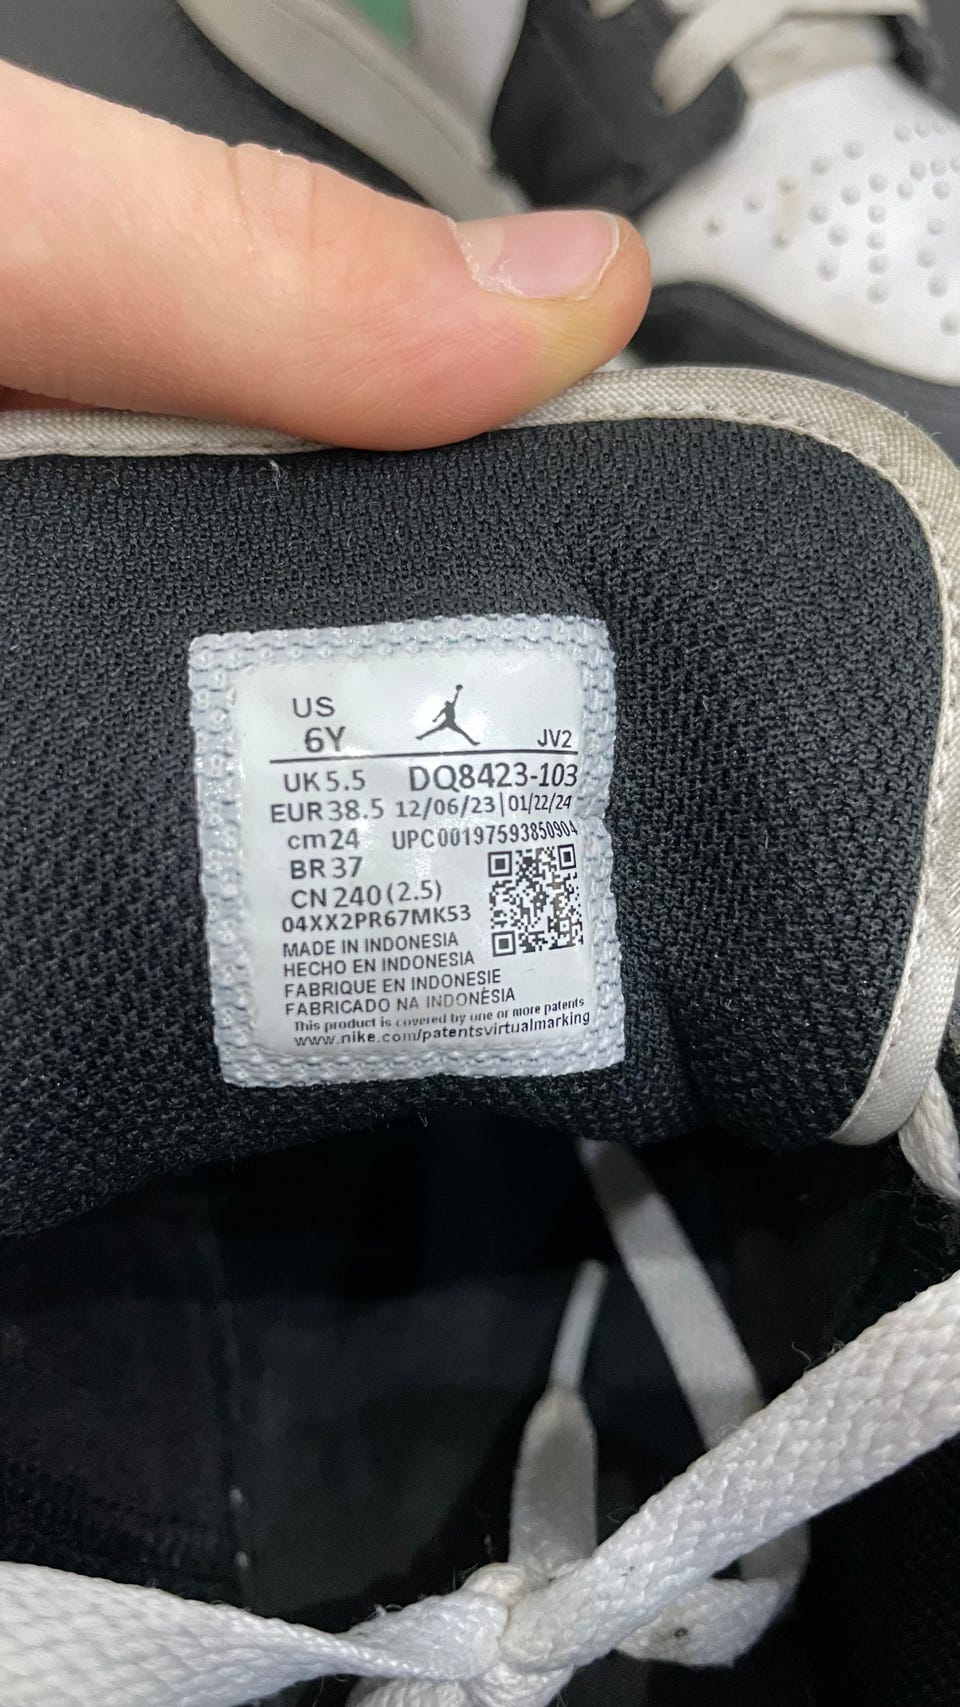 US
6Y
JV2
UK 5.5 DQ8423-103
EUR 38.5 12/06/23 | 01/22/24
cm 24 UPC 00197593850904
BR 37
CN 240 (2.5)
04XX2PR67MK53
MADE IN INDONESIA
HECHO EN INDONESIA
FABRIQUE EN INDONESIE
FABRICADO NA INDONÉSIA
This product is covered by one or more patents
www.nike.com/patentsvirtualmarking